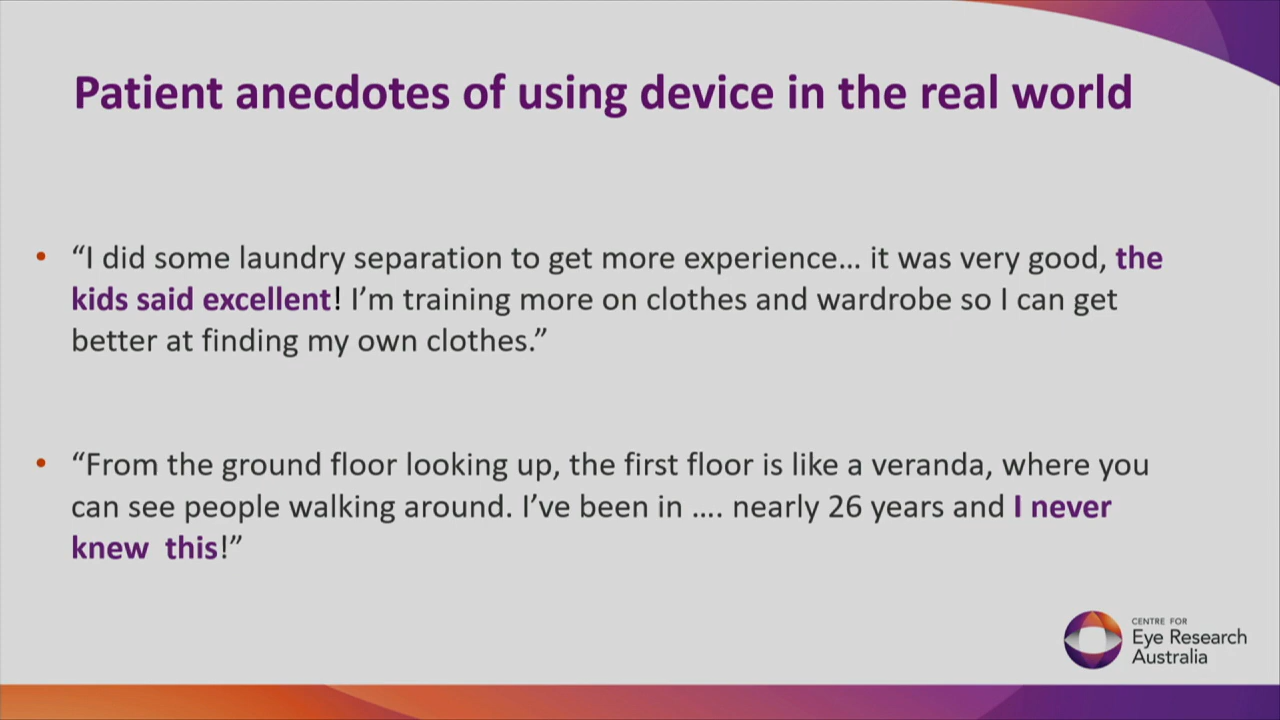 Patient anecdotes of using device in the real world
• “I did some laundry separation to get more experience… it was very good, the
kids said excellent! I’m training more on clothes and wardrobe so I can get
better at finding my own clothes.”
• “From the ground floor looking up, the first floor is like a veranda, where you
can see people walking around. I’ve been in …. nearly 26 years and I never
knew  this!”
CENTRE FOR
Eye Research
Australia